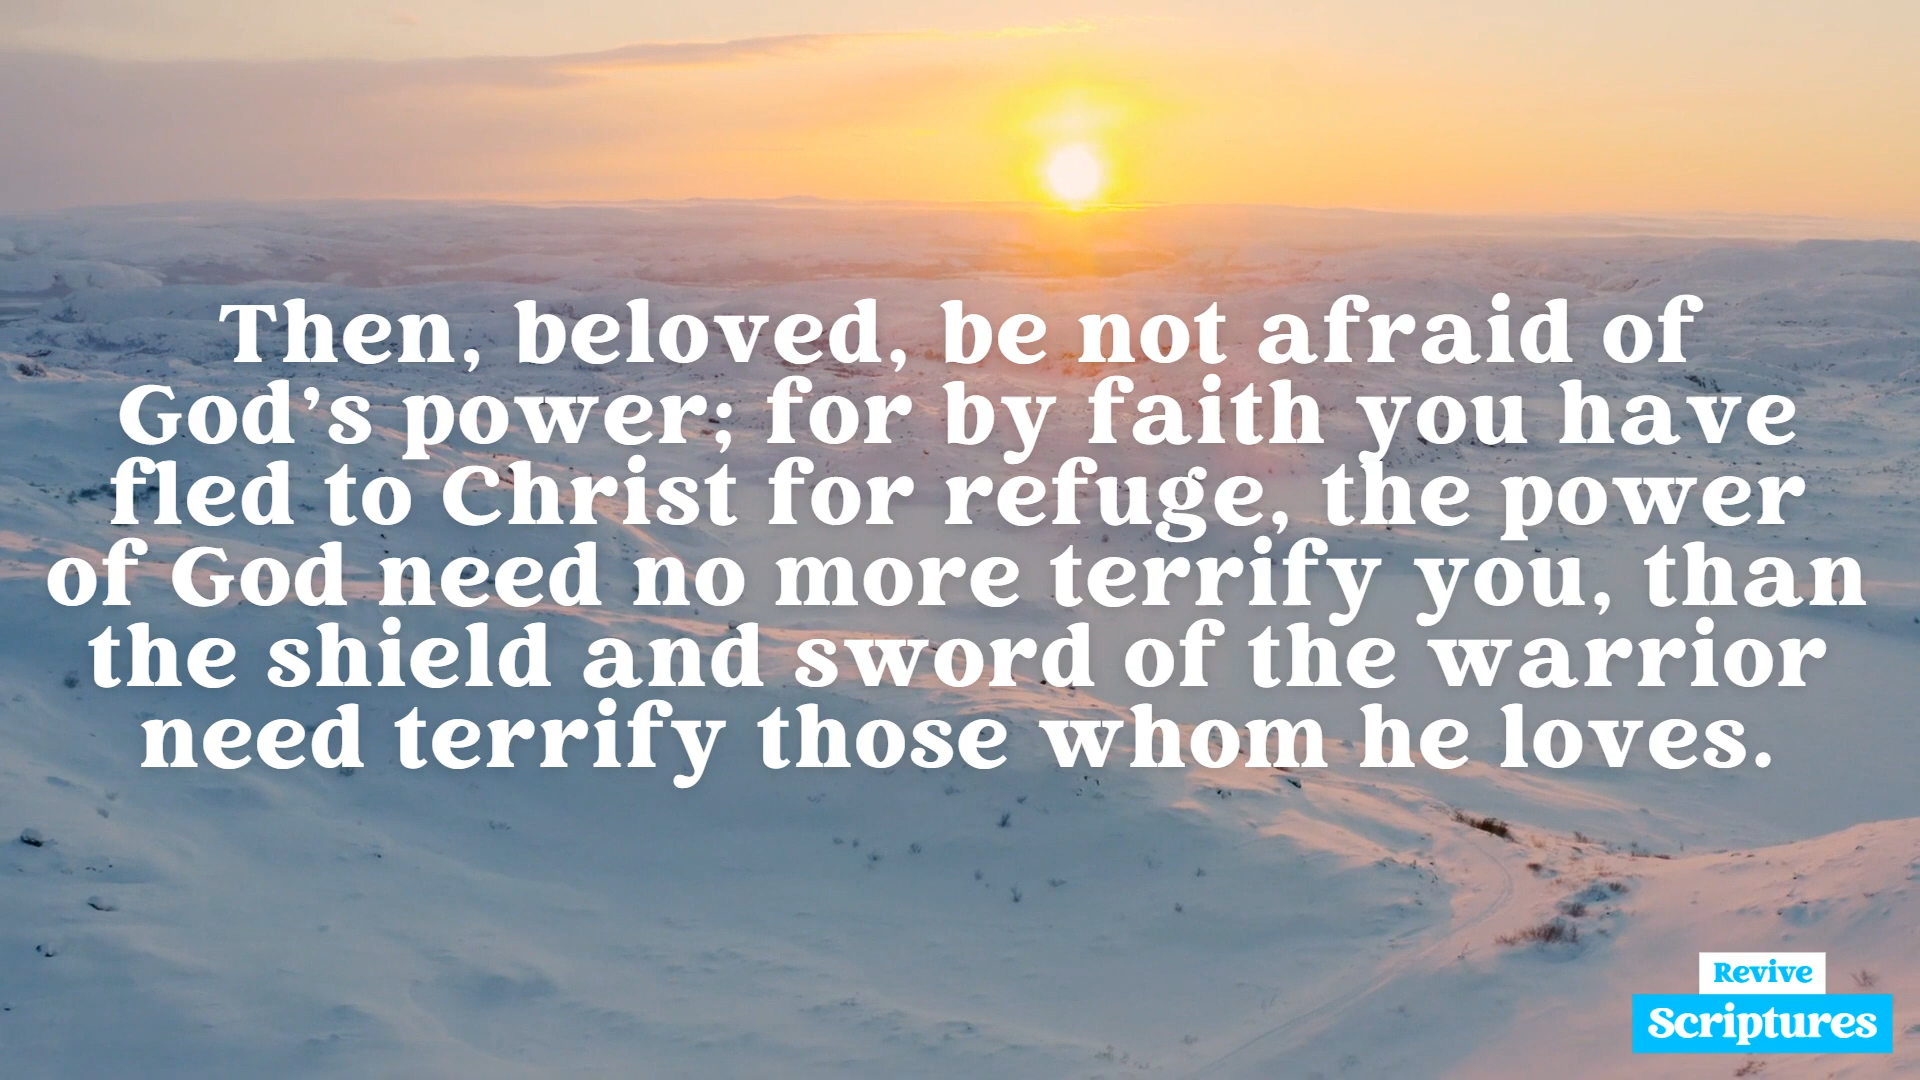 Then, beloved, be not afraid of
God’s power; for by faith you have
fled to Christ for refuge, the power
of God need no more terrify you, than
the shield and sword of the warrior
need terrify those whom he loves.
Revive
Scriptures